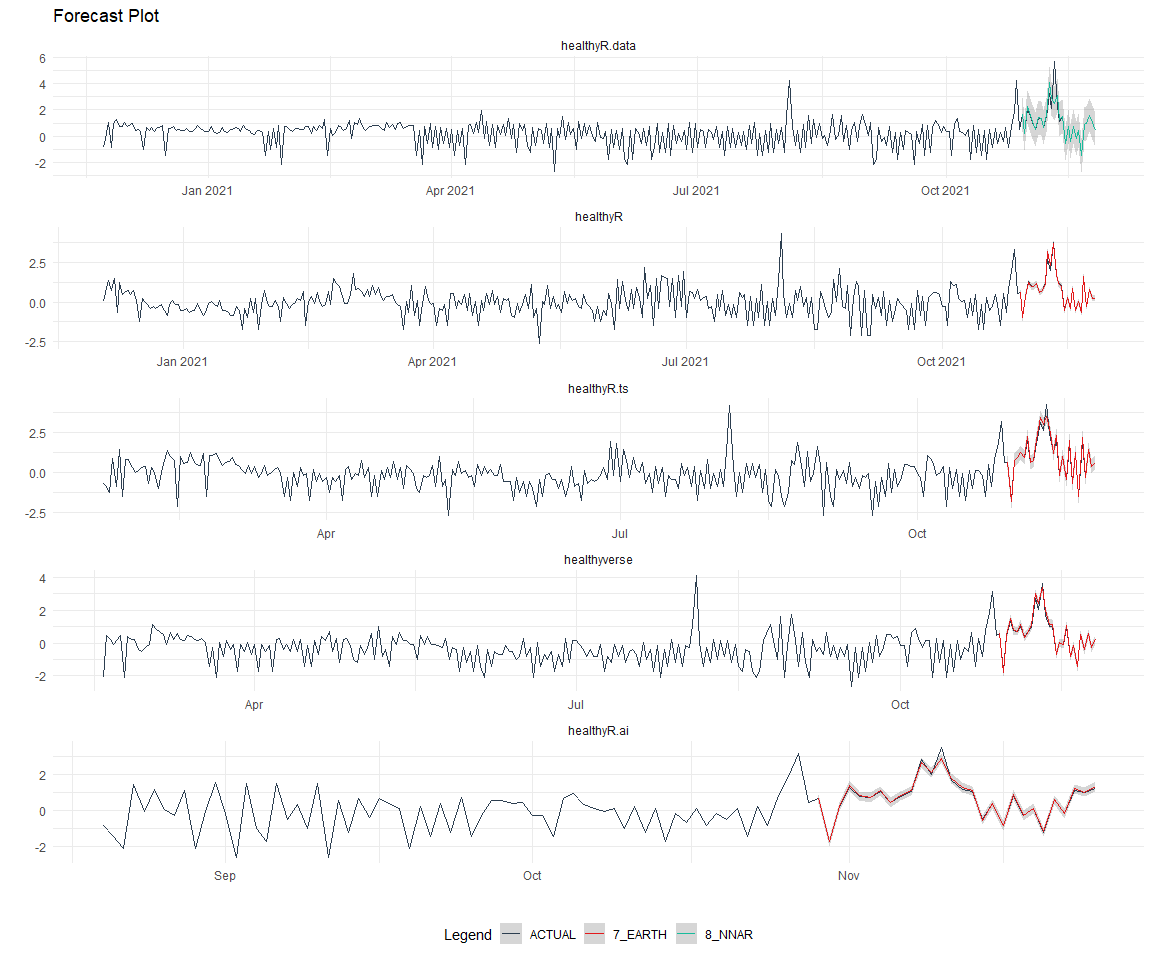 Forecast Plot
healthyR.data
6
4
2
0
-2
Jan 2021 Apr 2021 Jul 2021 Oct 2021
healthyR
2.5
0.0
-2.5
Jan 2021 Apr 2021 Jul 2021 Oct 2021
healthyR.ts
2.5
0.0
-2.5
Apr Jul Oct
healthyverse
4
2
0
-2
Apr Jul Oct
healthyR.ai
2
0
-2
Sep Oct Nov
Legend ACTUAL 7_EARTH 8_NNAR